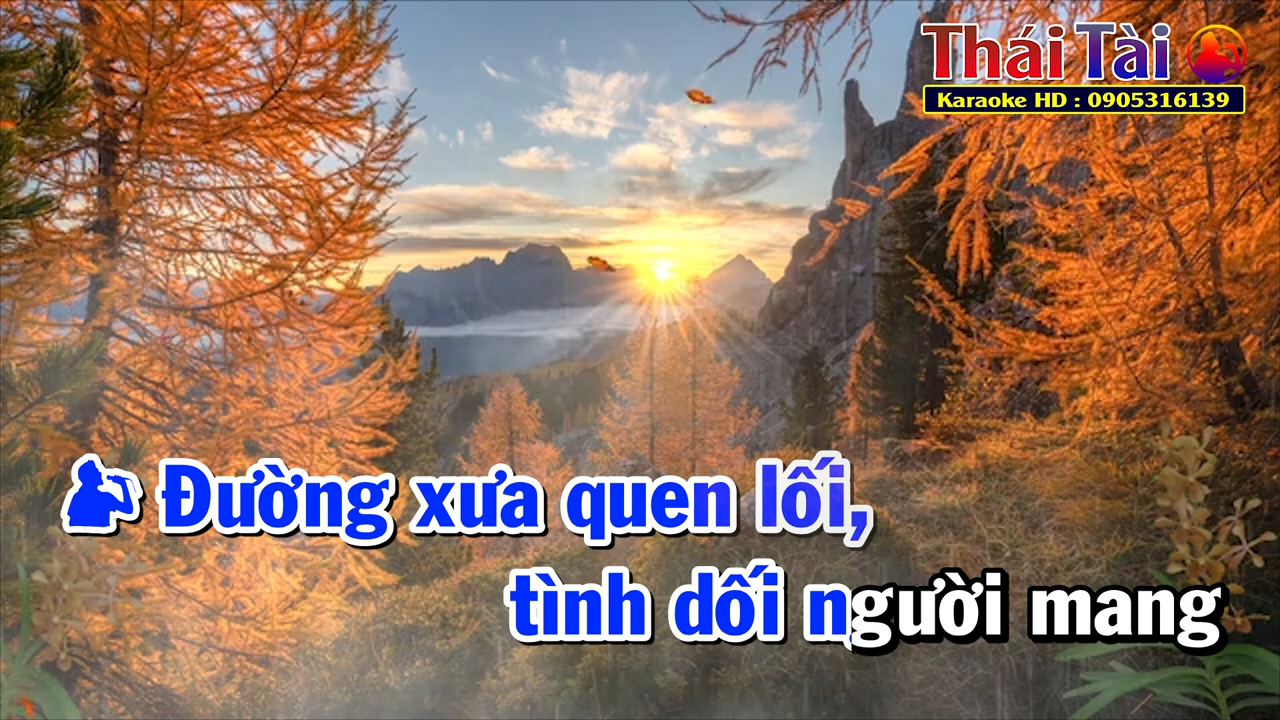 Thái Tài
Karaoke HD : 0905316139
Đường xưa quen lối,
tình dối người mang